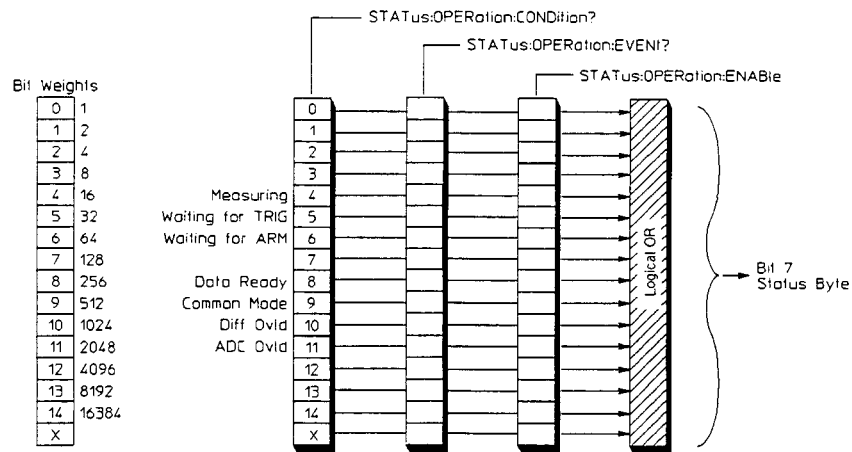 STATus:OPERation:CONDition?
STATus:OPERation:EVENt?
STATus:OPERation:ENABle
Bit Weights
0 1
1 2
2 4
3 8
4 16
5 32
6 64
7 128
8 256
9 512
10 1024
11 2048
12 4096
13 8192
14 16384
X
0
1
2
3
Measuring 4
Waiting for TRIG 5
Waiting for ARM 6
7
Data Ready 8
Common Mode 9
Diff Ovld 10
ADC Ovld 11
12
13
14
X
Logical OR
Bit 7
Status Byte